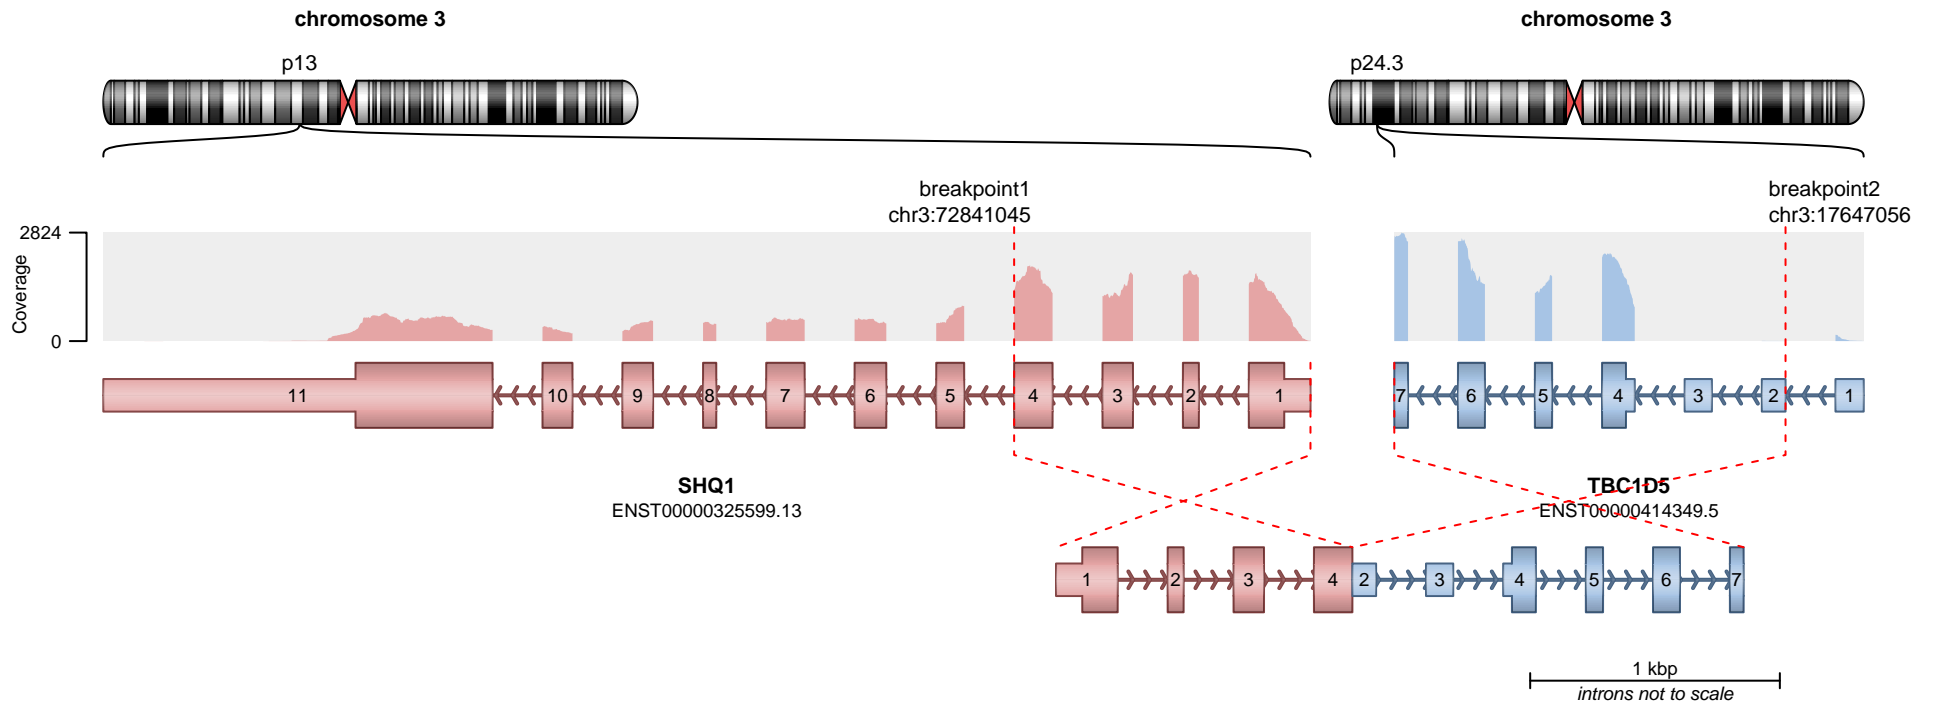 chromosome 3
chromosome 3
p13
p24.3
breakpoint1
chr3:72841045
breakpoint2
chr3:17647056
2824
0
Coverage
11 10 9 8 7 6 5 4 3 2 1
7 6 5 4 3 2 1
SHQ1
ENST00000325599.13
TBC1D5
ENST00000414349.5
1 2 3 4 2 3 4 5 6 7
1 kbp
introns not to scale